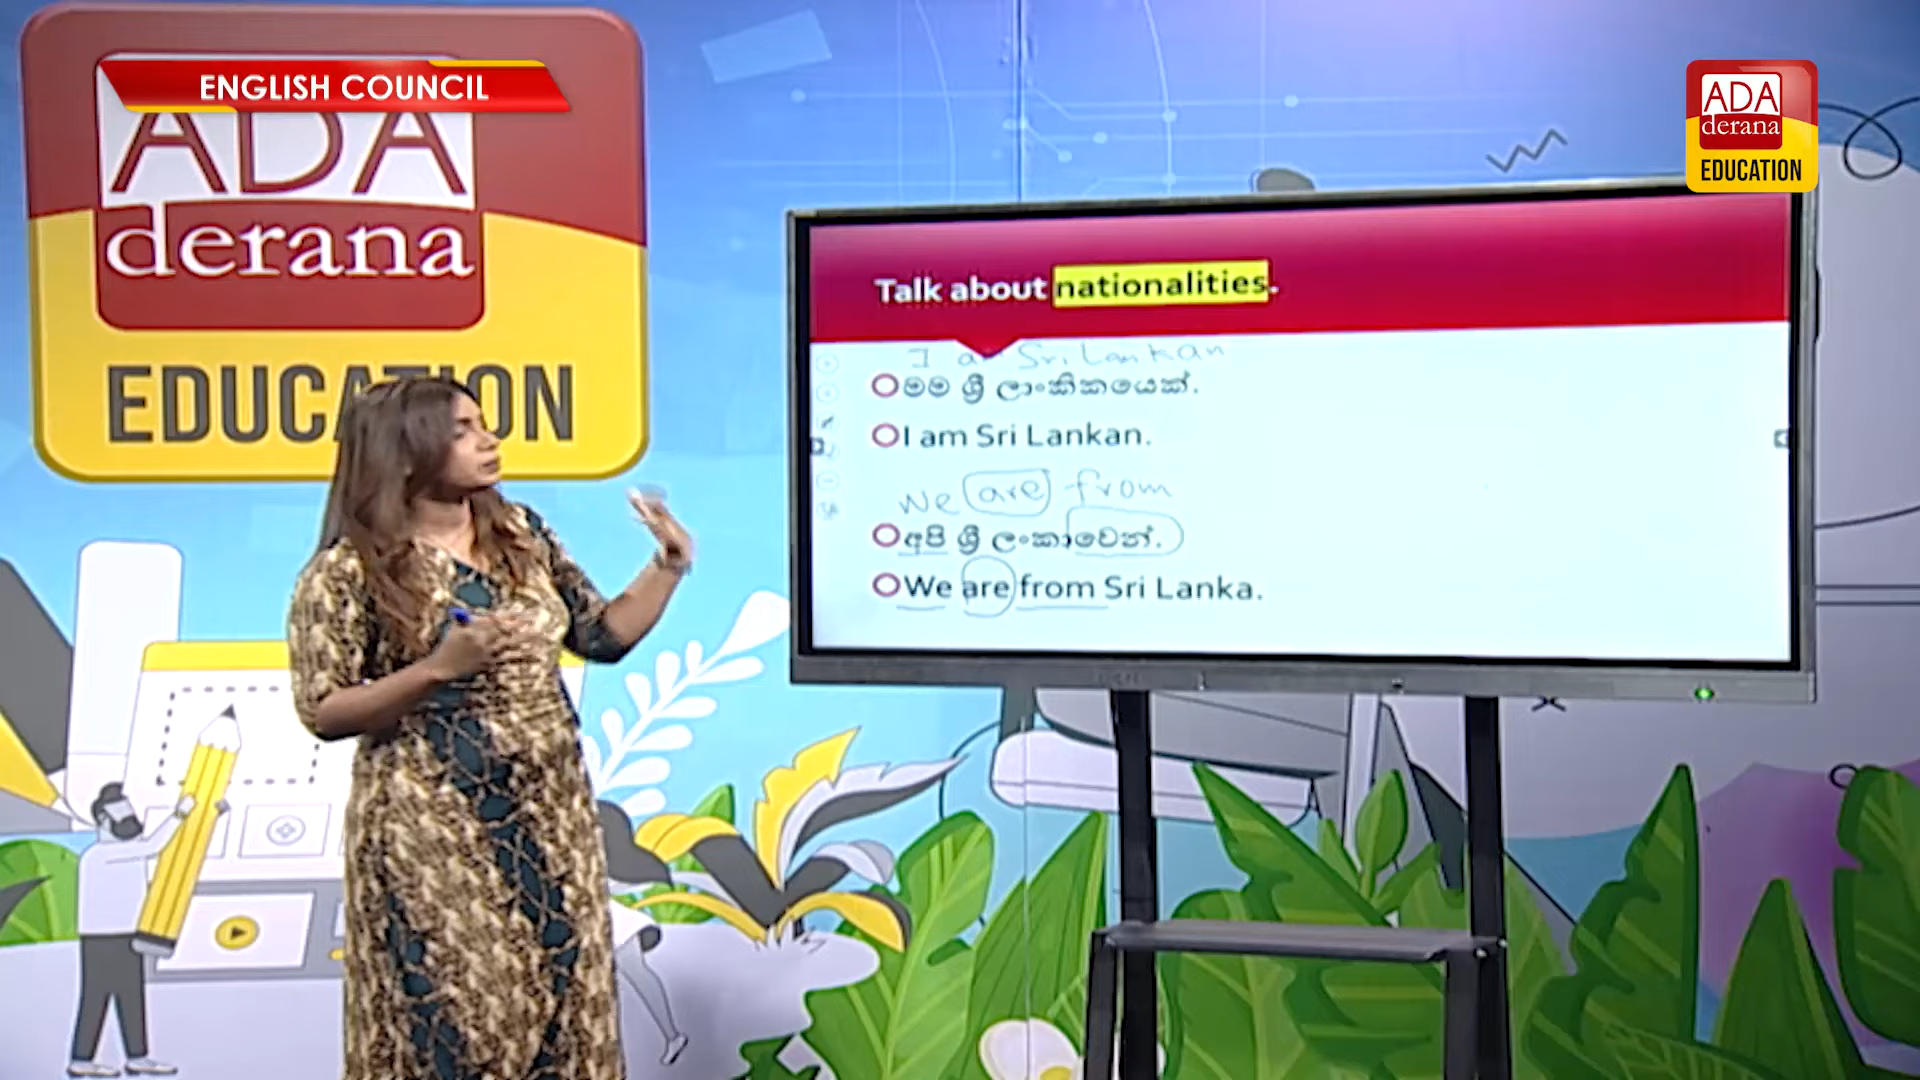 ENGLISH COUNCIL
ADA
derana
EDUCATION
ADA
derana
EDUCATION
Talk about nationalities.
I am Sri Lankan
මම ශ්‍රී ලාංකිකයෙක්.
I am Sri Lankan.
We are from
අපි ශ්‍රී ලංකාවෙන්.
We are from Sri Lanka.